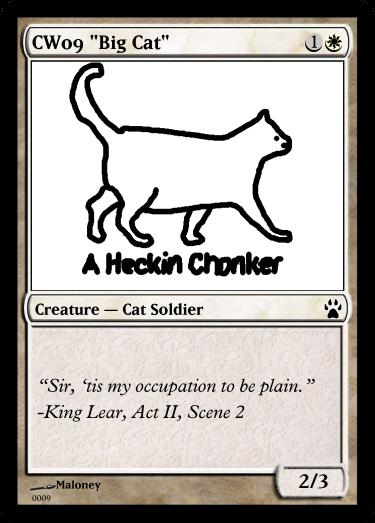 CW09 "Big Cat" 1
A Heckin Chonker
Creature — Cat Soldier
“Sir, ‘tis my occupation to be plain.”
-King Lear, Act II, Scene 2
2/3
Maloney
0009